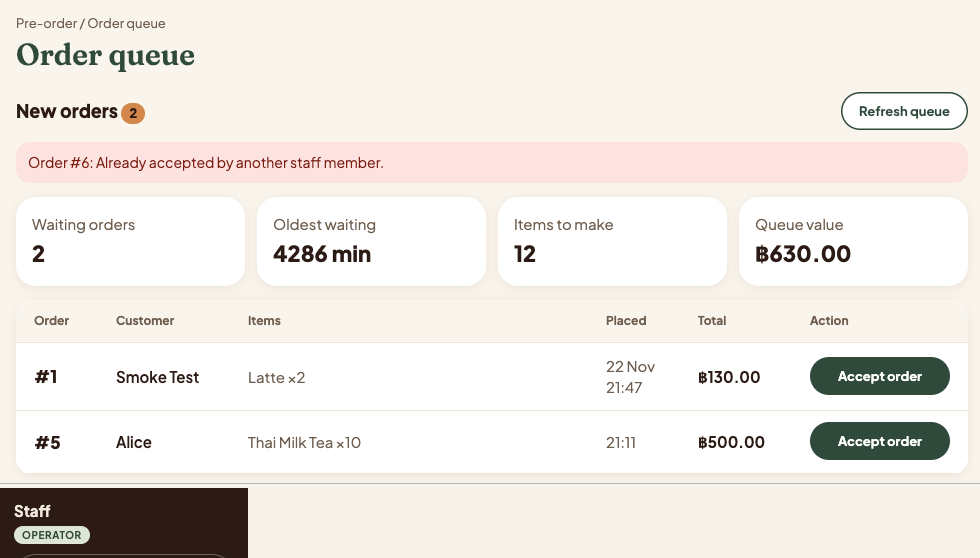 Pre-order / Order queue
Order queue
New orders 2
Refresh queue
Order #6: Already accepted by another staff member.
Waiting orders
2
Oldest waiting
4286 min
Items to make
12
Queue value
฿630.00
Order Customer Items Placed Total Action
#1 Smoke Test Latte ×2 22 Nov 21:47 ฿130.00 Accept order
#5 Alice Thai Milk Tea ×10 21:11 ฿500.00 Accept order
Staff
OPERATOR